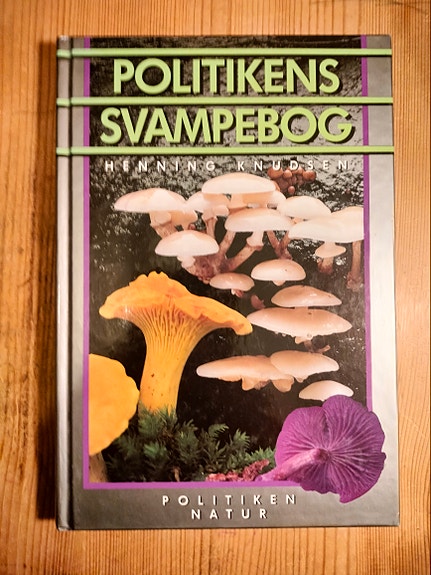 POLITIKENS
SVAMPEBOG
HENNING KNUDSEN
POLITIKEN
NATUR